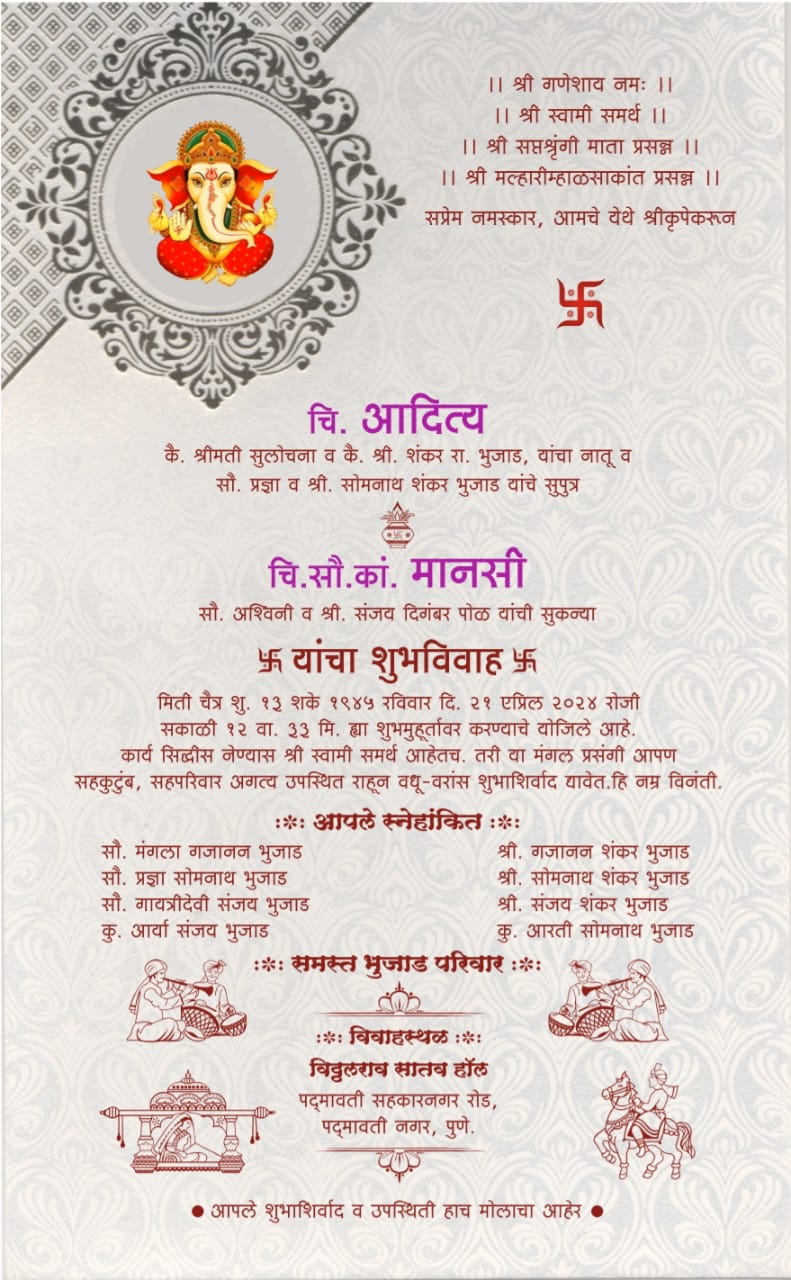 ।। श्री गणेशाय नमः ।।
।। श्री स्वामी समर्थ ।।
।। श्री सप्तश्रृंगी माता प्रसन्न ।।
।। श्री मल्हारीम्हाळसाकांत प्रसन्न ।।
सप्रेम नमस्कार, आमचे येथे श्रीकृपेकरून
चि. आदित्य
कै. श्रीमती सुलोचना व कै. श्री. शंकर रा. भुजाड, यांचा नातू व
सौ. प्रज्ञा व श्री. सोमनाथ शंकर भुजाड यांचे सुपुत्र
चि.सौ.कां. मानसी
सौ. अश्विनी व श्री. संजय दिगंबर पोळ यांची सुकन्या
卐 यांचा शुभविवाह 卐
मिती चैत्र शु. १३ शके १९४५ रविवार दि. २१ एप्रिल २०२४ रोजी
सकाळी १२ वा. ३३ मि. ह्या शुभमुहूर्तावर करण्याचे योजिले आहे.
कार्य सिद्धीस नेण्यास श्री स्वामी समर्थ आहेतच. तरी या मंगल प्रसंगी आपण
सहकुटुंब, सहपरिवार अगत्य उपस्थित राहून वधू-वरांस शुभाशिर्वाद द्यावेत.हि नम्र विनंती.
:፨: आपले स्नेहांकित :፨:
सौ. मंगला गजानन भुजाड श्री. गजानन शंकर भुजाड
सौ. प्रज्ञा सोमनाथ भुजाड श्री. सोमनाथ शंकर भुजाड
सौ. गायत्रीदेवी संजय भुजाड श्री. संजय शंकर भुजाड
कु. आर्या संजय भुजाड कु. आरती सोमनाथ भुजाड
:፨: समस्त भुजाड परिवार :፨:
:፨: विवाहस्थळ :፨:
विठ्ठलराव सातव हॉल
पद्मावती सहकारनगर रोड,
पद्मावती नगर, पुणे.
● आपले शुभाशिर्वाद व उपस्थिती हाच मोलाचा आहेर ●